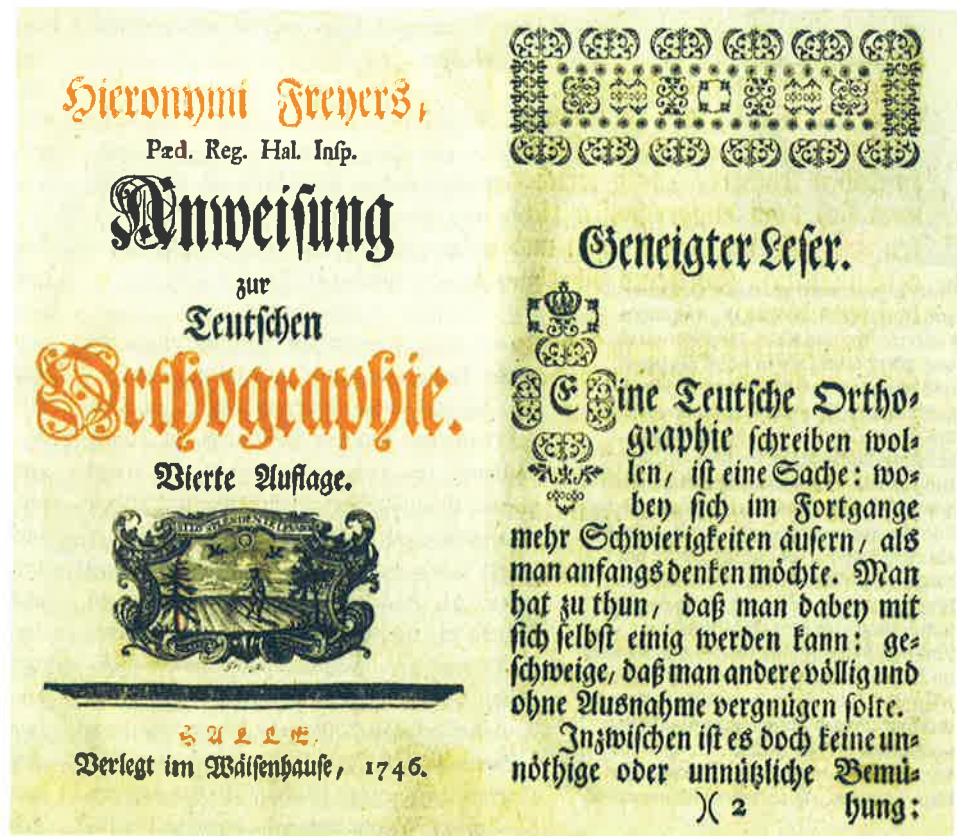 Hieronymi Freyers,
Pæd. Reg. Hal. Inſp.
Anweiſung
zur
Teutſchen
Orthographie.
Vierte Auflage.
HALLE,
Verlegt im Wäiſenhauſe, 1746.
Geneigter Leſer.
Eine Teutſche Ortho⸗
graphie ſchreiben wol⸗
len, iſt eine Sache: wo⸗
bey ſich im Fortgange
mehr Schwierigkeiten äuſern, als
man anfangs denken möchte. Man
hat zu thun, daß man dabey mit
ſich ſelbſt einig werden kann: ge⸗
ſchweige, daß man andere völlig und
ohne Ausnahme vergnügen ſolte.
Inzwiſchen iſt es doch keine un⸗
nöthige oder unnützliche Bemü⸗
)( 2 hung: